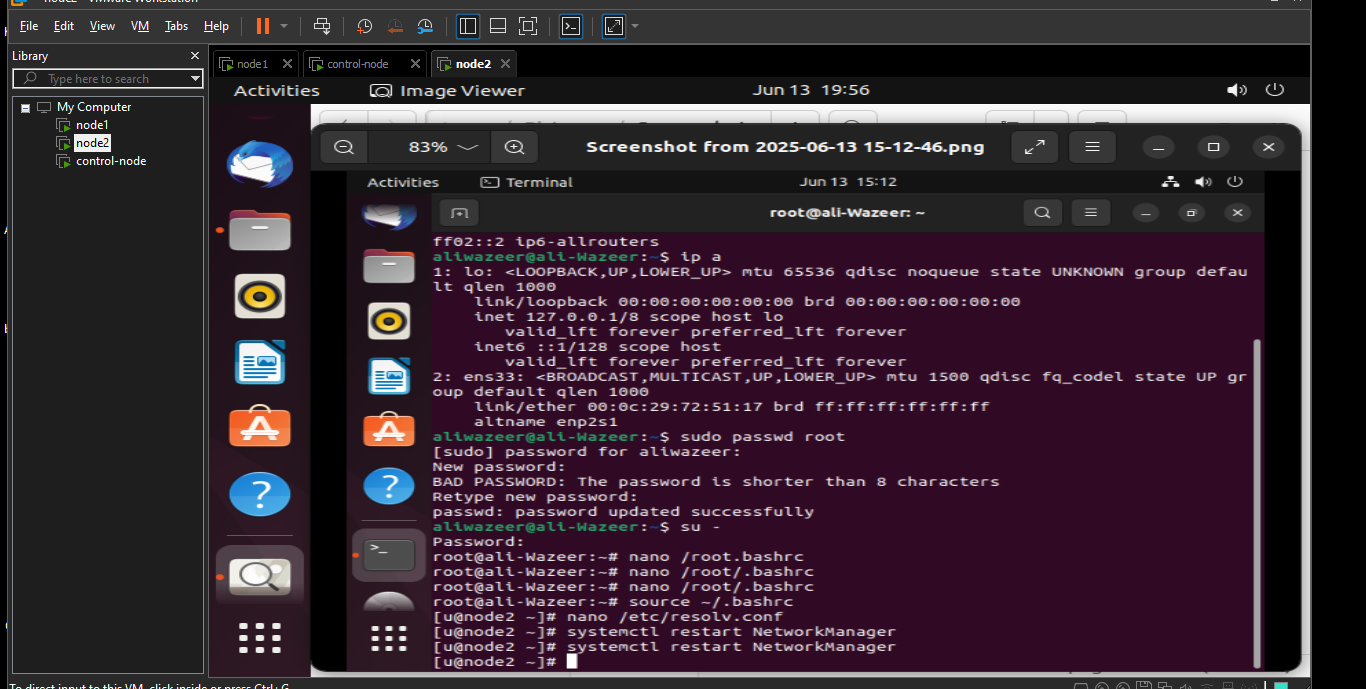 node2 - VMware Workstation
File Edit View VM Tabs Help
Library
Type here to search
My Computer
node1
node2
control-node
node1
control-node
node2
Activities
Image Viewer
Jun 13 19:56
83%
Screenshot from 2025-06-13 15-12-46.png
Activities
Terminal
Jun 13 15:12
root@ali-Wazeer: ~
ff02::2 ip6-allrouters
aliwazeer@ali-Wazeer:~$ ip a
1: lo: <LOOPBACK,UP,LOWER_UP> mtu 65536 qdisc noqueue state UNKNOWN group defau
lt qlen 1000
link/loopback 00:00:00:00:00:00 brd 00:00:00:00:00:00
inet 127.0.0.1/8 scope host lo
valid_lft forever preferred_lft forever
inet6 ::1/128 scope host
valid_lft forever preferred_lft forever
2: ens33: <BROADCAST,MULTICAST,UP,LOWER_UP> mtu 1500 qdisc fq_codel state UP gr
oup default qlen 1000
link/ether 00:0c:29:72:51:17 brd ff:ff:ff:ff:ff:ff
altname enp2s1
aliwazeer@ali-Wazeer:~$ sudo passwd root
[sudo] password for aliwazeer:
New password:
BAD PASSWORD: The password is shorter than 8 characters
Retype new password:
passwd: password updated successfully
aliwazeer@ali-Wazeer:~$ su -
Password:
root@ali-Wazeer:~# nano /root.bashrc
root@ali-Wazeer:~# nano /root/.bashrc
root@ali-Wazeer:~# nano /root/.bashrc
root@ali-Wazeer:~# source ~/.bashrc
[u@node2 ~]# nano /etc/resolv.conf
[u@node2 ~]# systemctl restart NetworkManager
[u@node2 ~]# systemctl restart NetworkManager
[u@node2 ~]#
To direct input to this VM, click inside or press Ctrl+G.